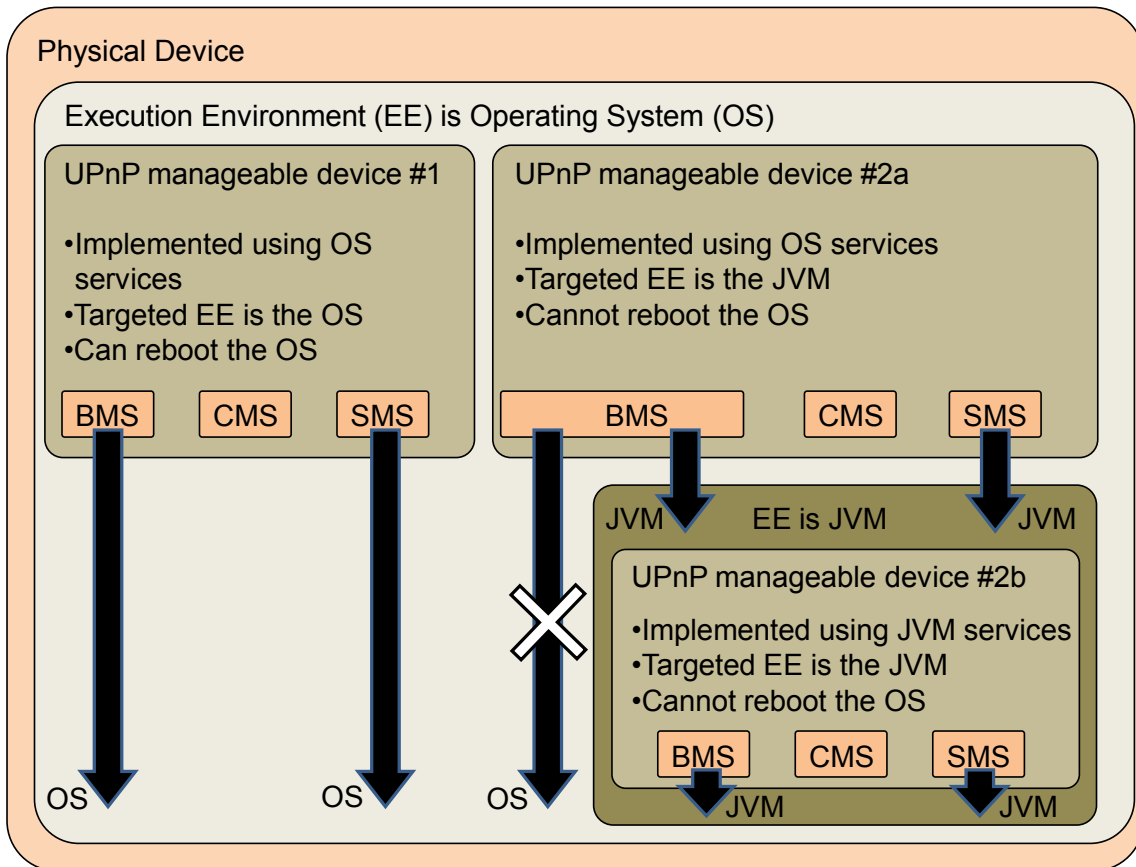 Physical Device
Execution Environment (EE) is Operating System (OS)
UPnP manageable device #1
•Implemented using OS
services
•Targeted EE is the OS
•Can reboot the OS
BMS
CMS
SMS
UPnP manageable device #2a
•Implemented using OS services
•Targeted EE is the JVM
•Cannot reboot the OS
BMS
CMS
SMS
JVM
EE is JVM
JVM
UPnP manageable device #2b
•Implemented using JVM services
•Targeted EE is the JVM
•Cannot reboot the OS
BMS
CMS
SMS
OS
OS
OS
JVM
JVM